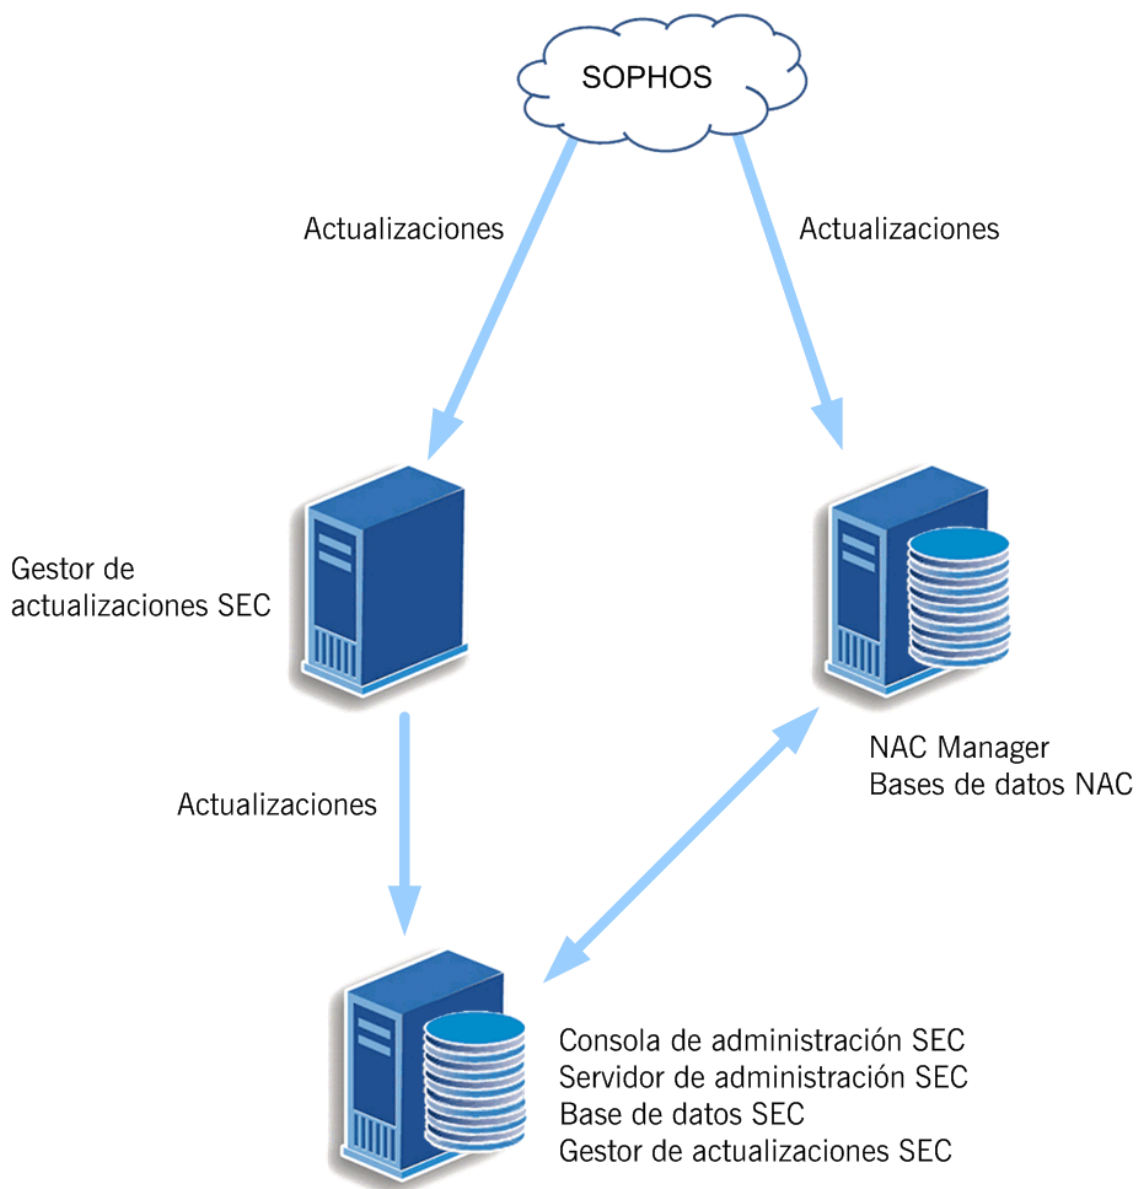 SOPHOS
Actualizaciones
Actualizaciones
Gestor de
actualizaciones SEC
NAC Manager
Bases de datos NAC
Actualizaciones
Consola de administración SEC
Servidor de administración SEC
Base de datos SEC
Gestor de actualizaciones SEC